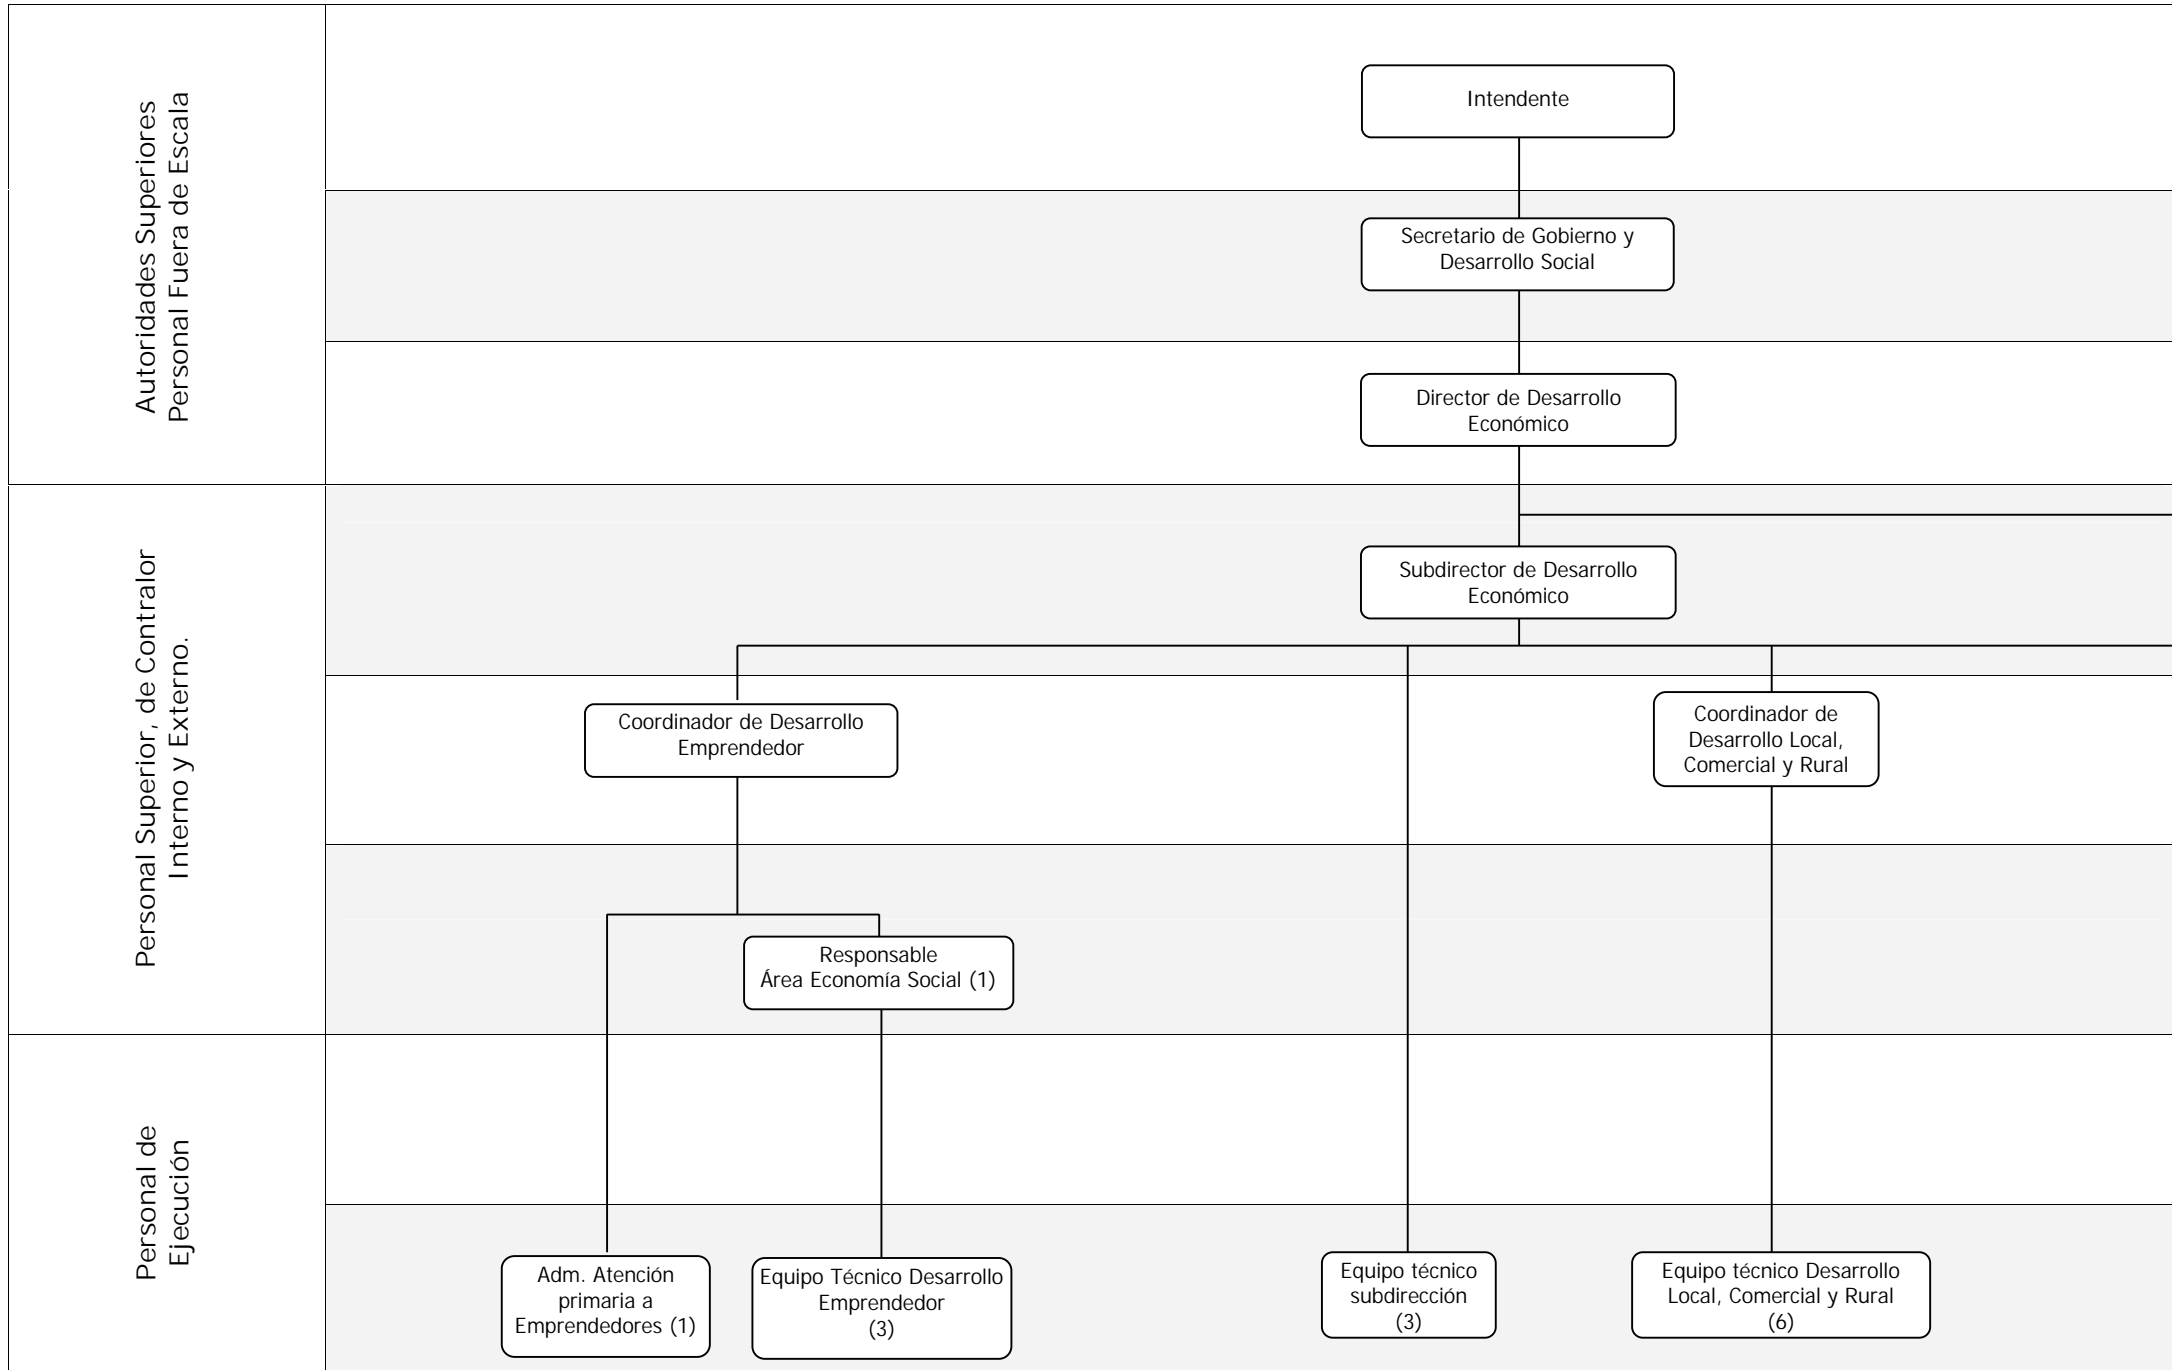 Autoridades Superiores
Personal Fuera de Escala
Intendente
Secretario de Gobierno y
Desarrollo Social
Director de Desarrollo
Económico
Personal Superior, de Contralor
Interno y Externo.
Subdirector de Desarrollo
Económico
Coordinador de Desarrollo
Emprendedor
Coordinador de
Desarrollo Local,
Comercial y Rural
Responsable
Área Economía Social (1)
Personal de
Ejecución
Adm. Atención
primaria a
Emprendedores (1)
Equipo Técnico Desarrollo
Emprendedor
(3)
Equipo técnico
subdirección
(3)
Equipo técnico Desarrollo
Local, Comercial y Rural
(6)